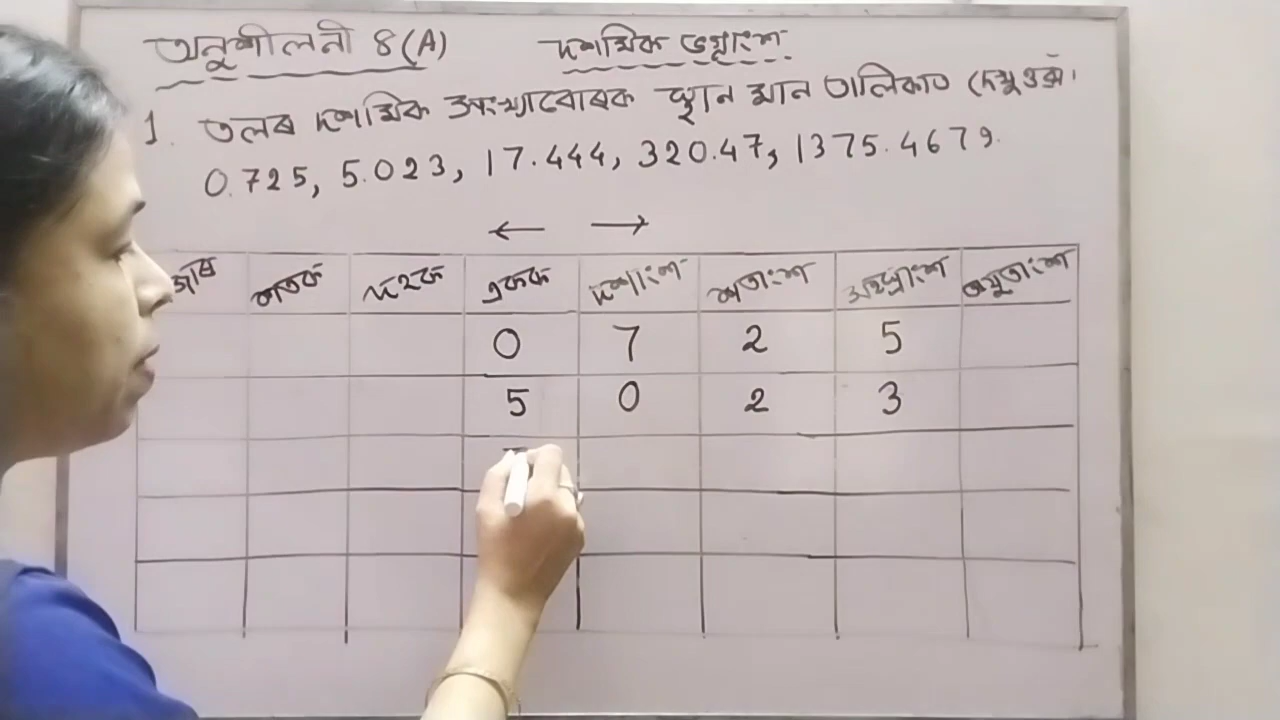 অনুশীলনী 8(A) দশমিক ভগ্নাংশ
1. তলৰ দশমিক সংখ্যাবোৰক স্থান মান তালিকাত দেখুওৱাঁ।
0.725, 5.023, 17.444, 320.47, 1375.4679.
← →
শতক দহক একক দশাংশ শতাংশ সহস্ৰাংশ অযুতাংশ
0 7 2 5
5 0 2 3